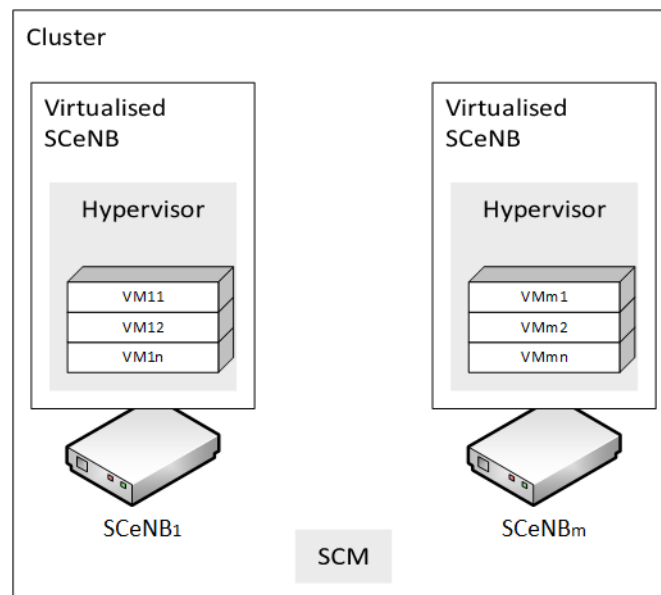 Cluster
Virtualised
SCeNB
Hypervisor
VM11
VM12
VM1n
SCeNB1
Virtualised
SCeNB
Hypervisor
VMm1
VMm2
VMmn
SCeNBm
SCM